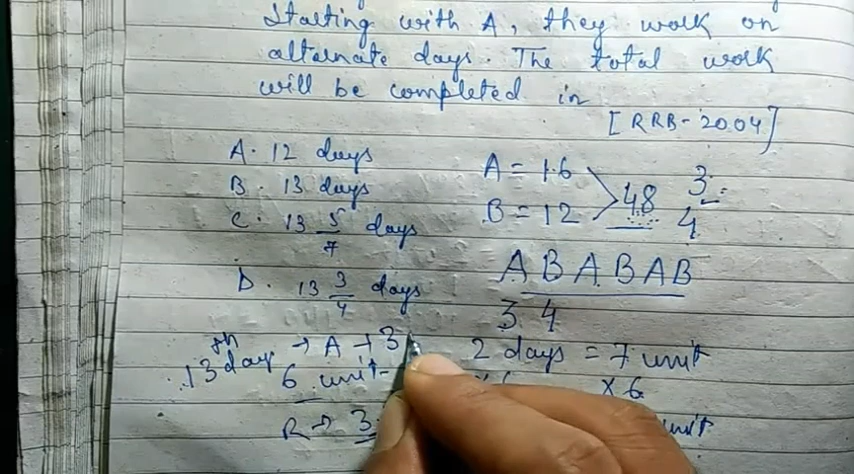 Starting with A, they work on
alternate days. The total work
will be completed in
[RRB-2004]
A. 12 days
B. 13 days
C. 13 5/7 days
D. 13 3/4 days
A = 16
B = 12
48
3
4
A B A B A B
3 4
13th day → A → 3
6 unit
R → 3
2 days = 7 unit
× 6
unit